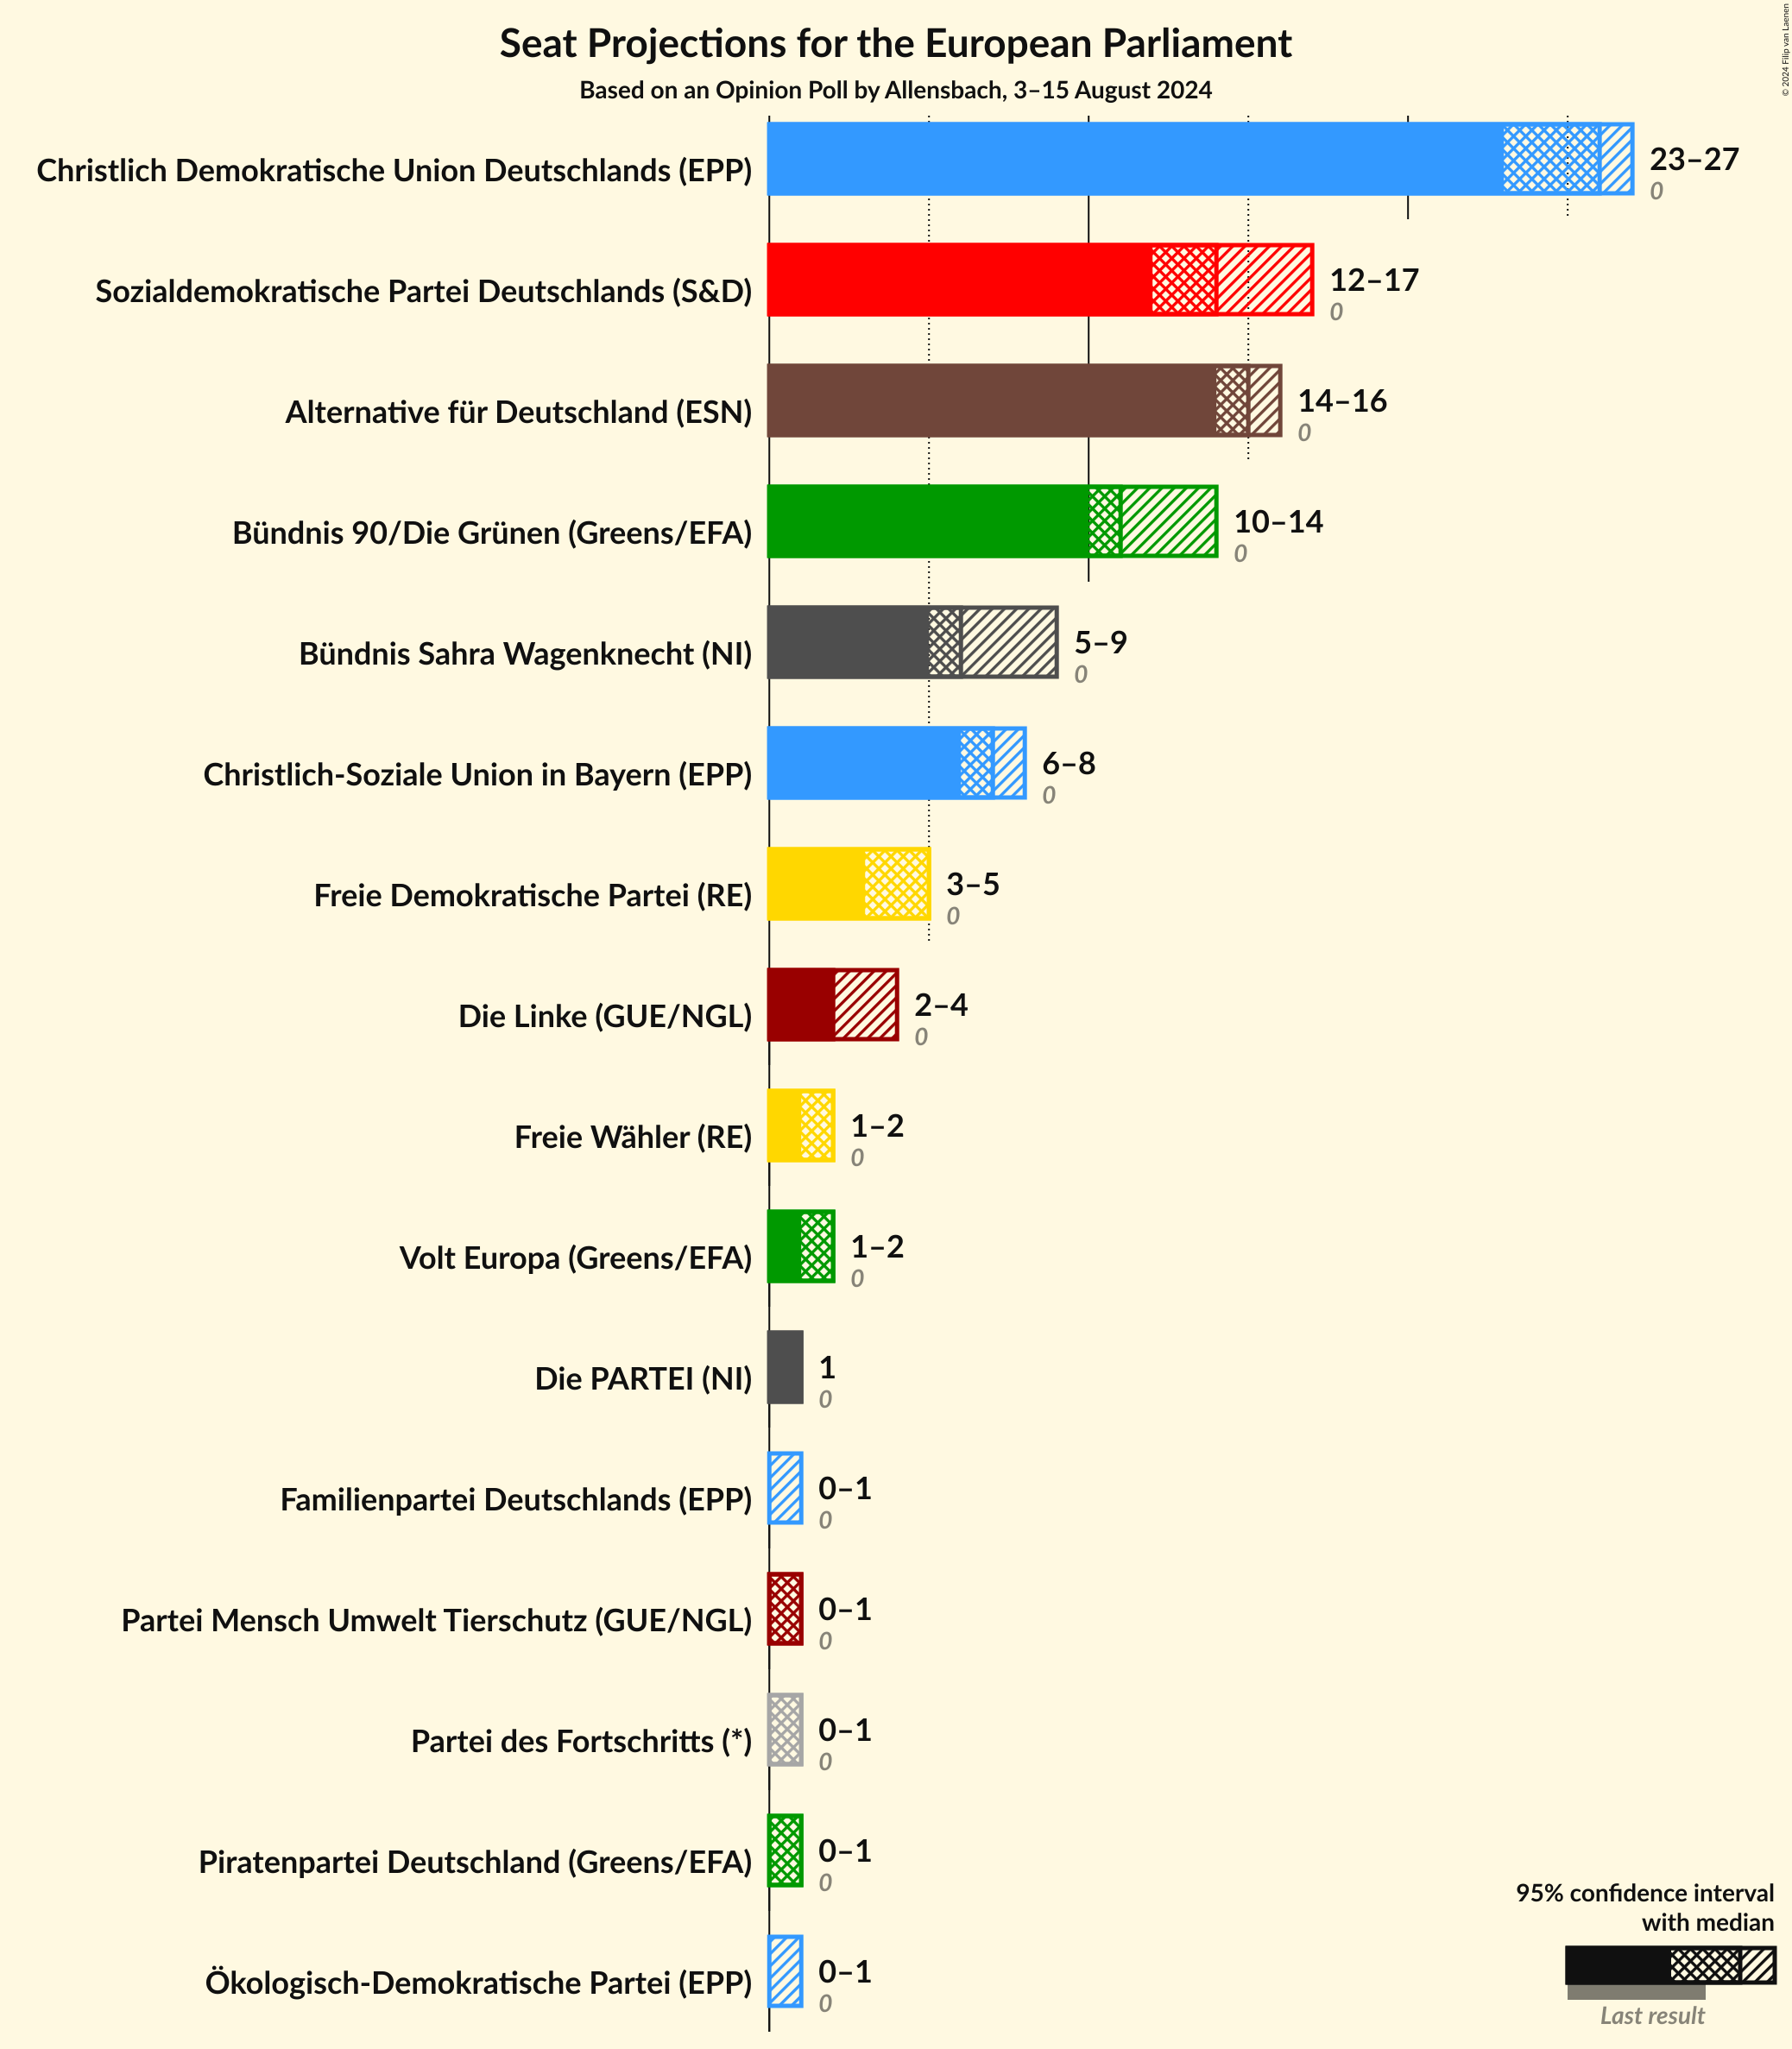 © 2024 Filip van Laenen
Seat Projections for the European Parliament
Based on an Opinion Poll by Allensbach, 3–15 August 2024
Christlich Demokratische Union Deutschlands (EPP)
23–27
0
Sozialdemokratische Partei Deutschlands (S&D)
12–17
0
Alternative für Deutschland (ESN)
14–16
0
Bündnis 90/Die Grünen (Greens/EFA)
10–14
0
Bündnis Sahra Wagenknecht (NI)
5–9
0
Christlich-Soziale Union in Bayern (EPP)
6–8
0
Freie Demokratische Partei (RE)
3–5
0
Die Linke (GUE/NGL)
2–4
0
Freie Wähler (RE)
1–2
0
Volt Europa (Greens/EFA)
1–2
0
Die PARTEI (NI)
1
0
Familienpartei Deutschlands (EPP)
0–1
0
Partei Mensch Umwelt Tierschutz (GUE/NGL)
0–1
0
Partei des Fortschritts (*)
0–1
0
Piratenpartei Deutschland (Greens/EFA)
0–1
0
Ökologisch-Demokratische Partei (EPP)
0–1
0
95% confidence interval
with median
Last result